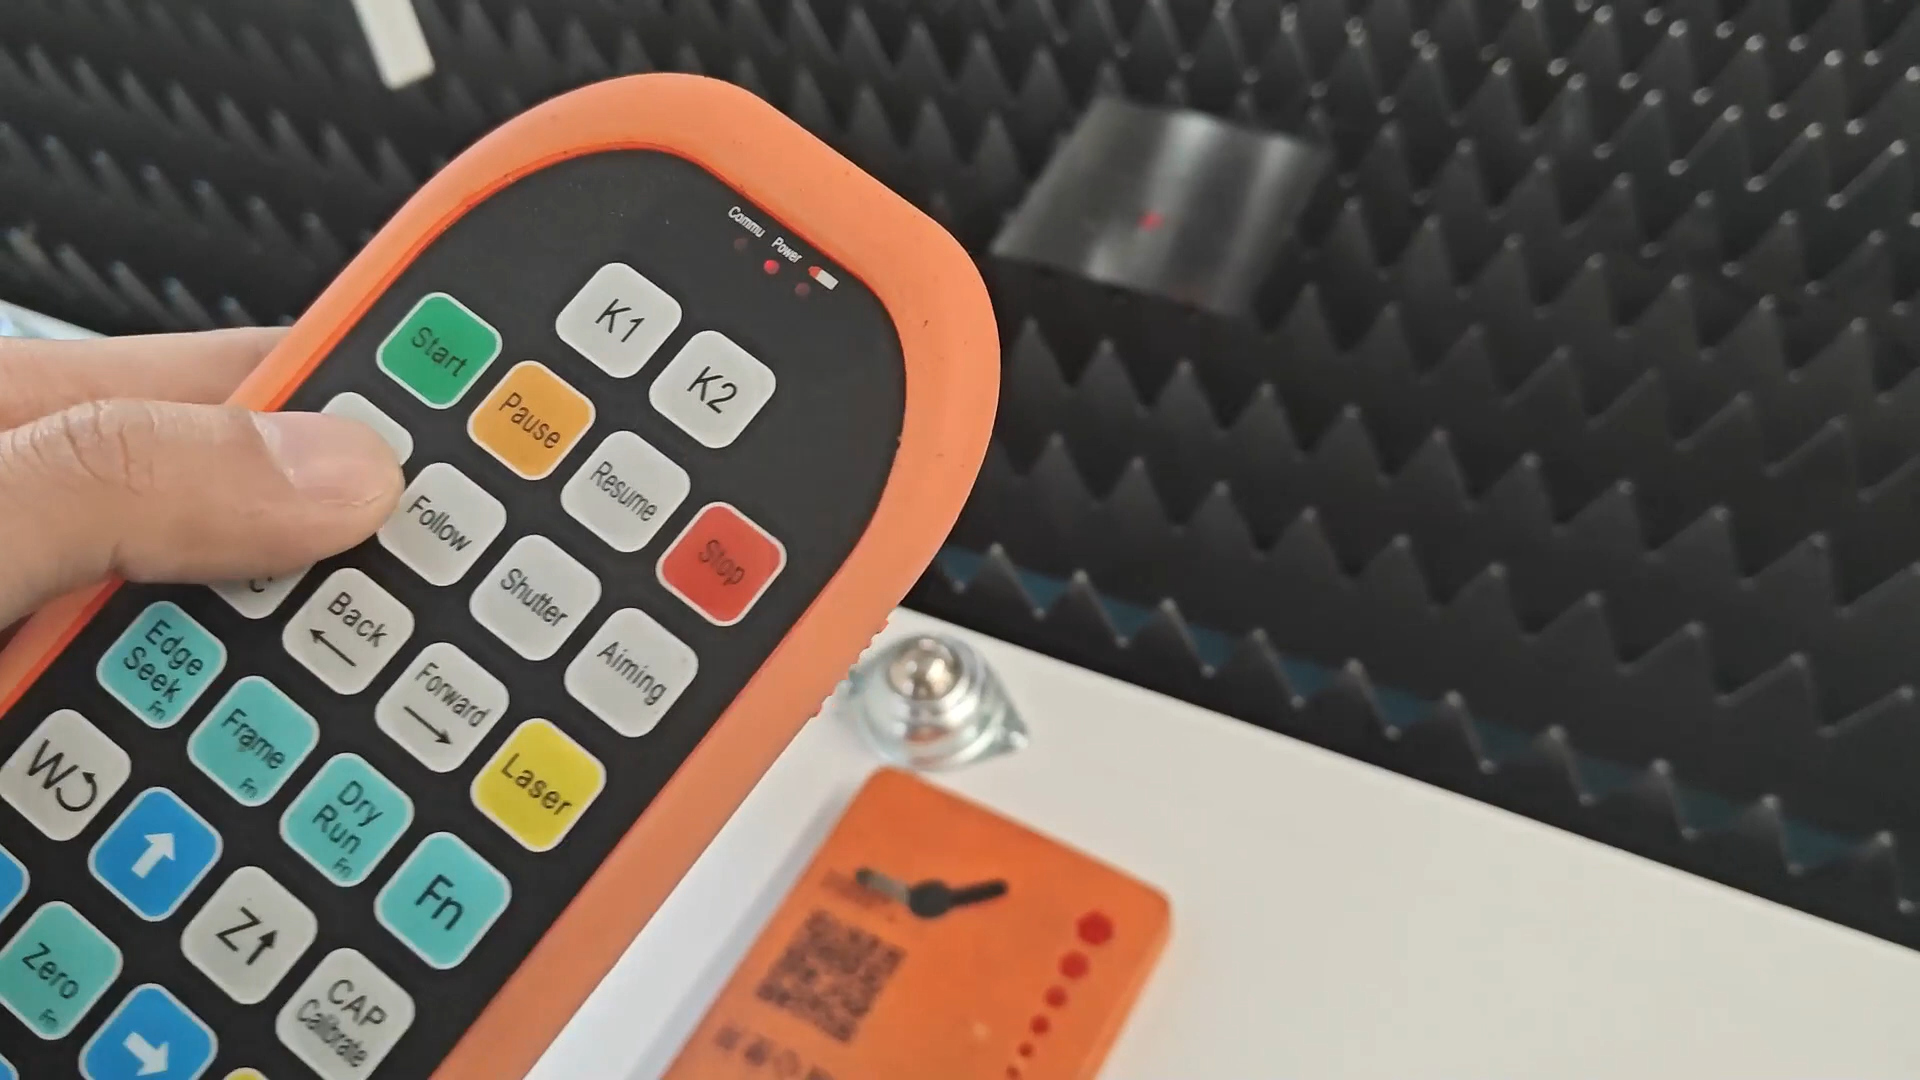 Commu Power
K1
K2
Start
Pause
Resume
Stop
Follow
Shutter
Aiming
Back
Forward
Laser
Edge
Seek
Fn
Frame
Fn
Dry
Run
Fn
Fn
W
Z
CAP
Calibrate
Zero
Fn